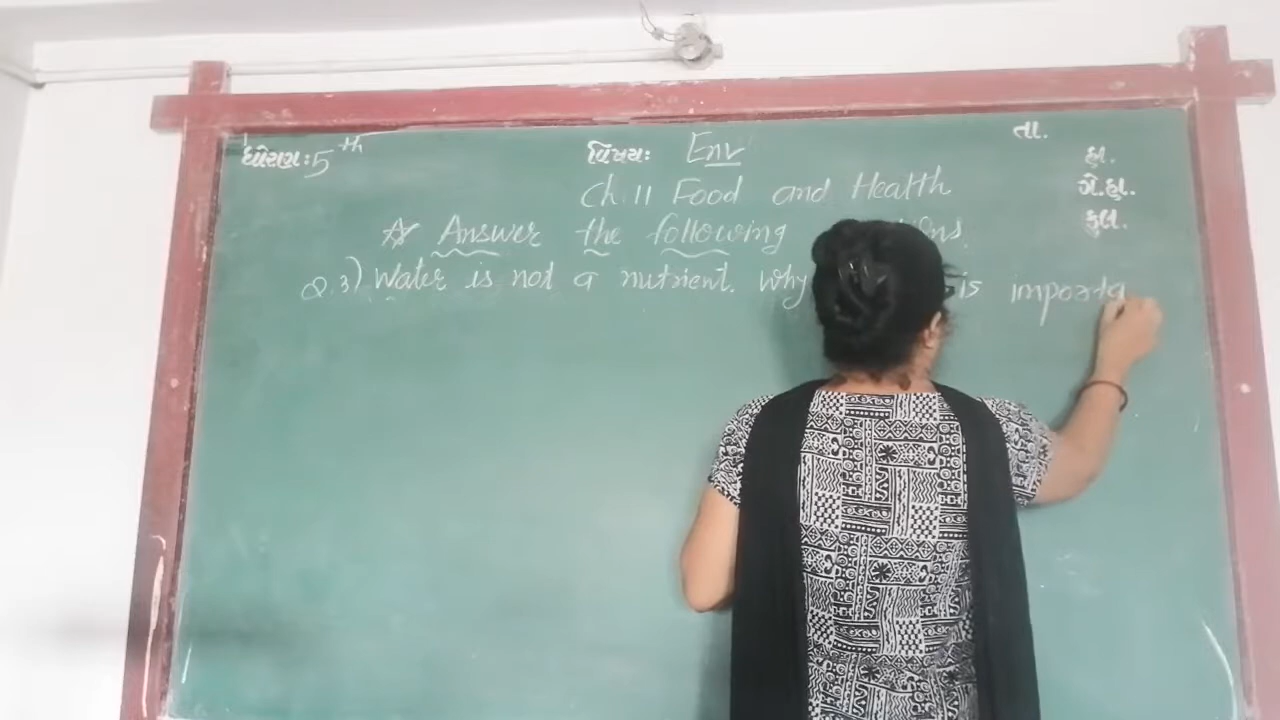 ધોરણ: 5th વિષય: Env તા.
હા.
ગે.હા.
કુલ.
Ch.11 Food and Health
☆ Answer the following ons.
Q.3) Water is not a nutrient. Why is importa